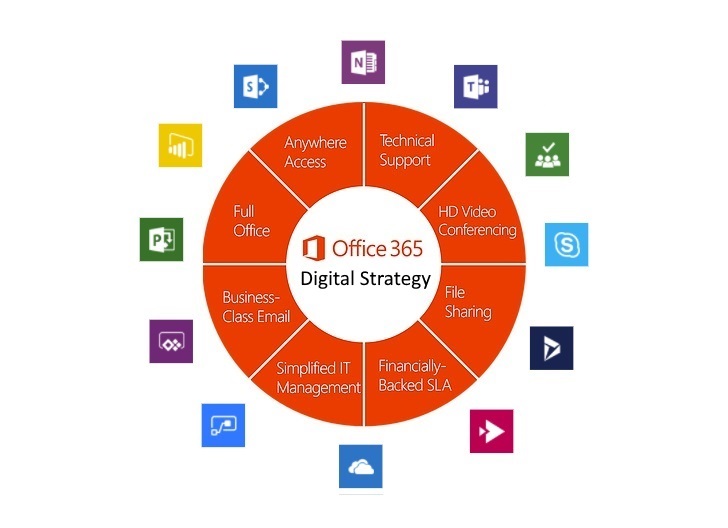 N
S
T
Anywhere
Access
Technical
Support
Full
Office
HD Video
Conferencing
P
S
Office 365
Digital Strategy
Business-
Class Email
File
Sharing
Simplified IT
Management
Financially-
Backed SLA